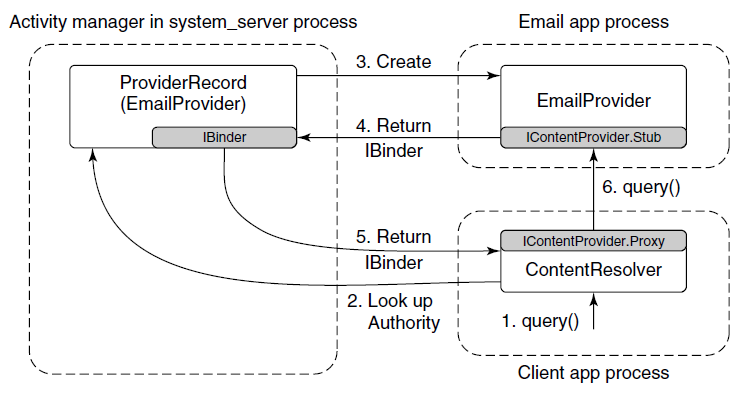 Activity manager in system_server process
Email app process
ProviderRecord
(EmailProvider)
IBinder
3. Create
EmailProvider
IContentProvider.Stub
4. Return
IBinder
6. query()
5. Return
IBinder
IContentProvider.Proxy
ContentResolver
2. Look up
Authority
1. query()
Client app process